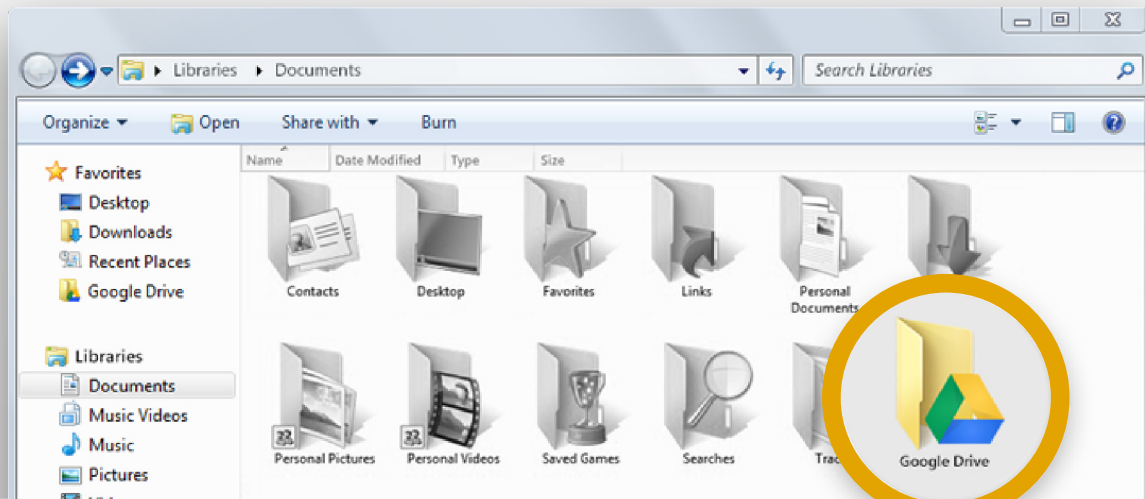 Libraries Documents
Search Libraries
Organize Open Share with Burn
Name Date Modified Type Size
Favorites
Desktop
Downloads
Recent Places
Google Drive
Libraries
Documents
Music Videos
Music
Pictures
Contacts Desktop Favorites Links Personal
Documents
Personal Pictures Personal Videos Saved Games Searches
Google Drive